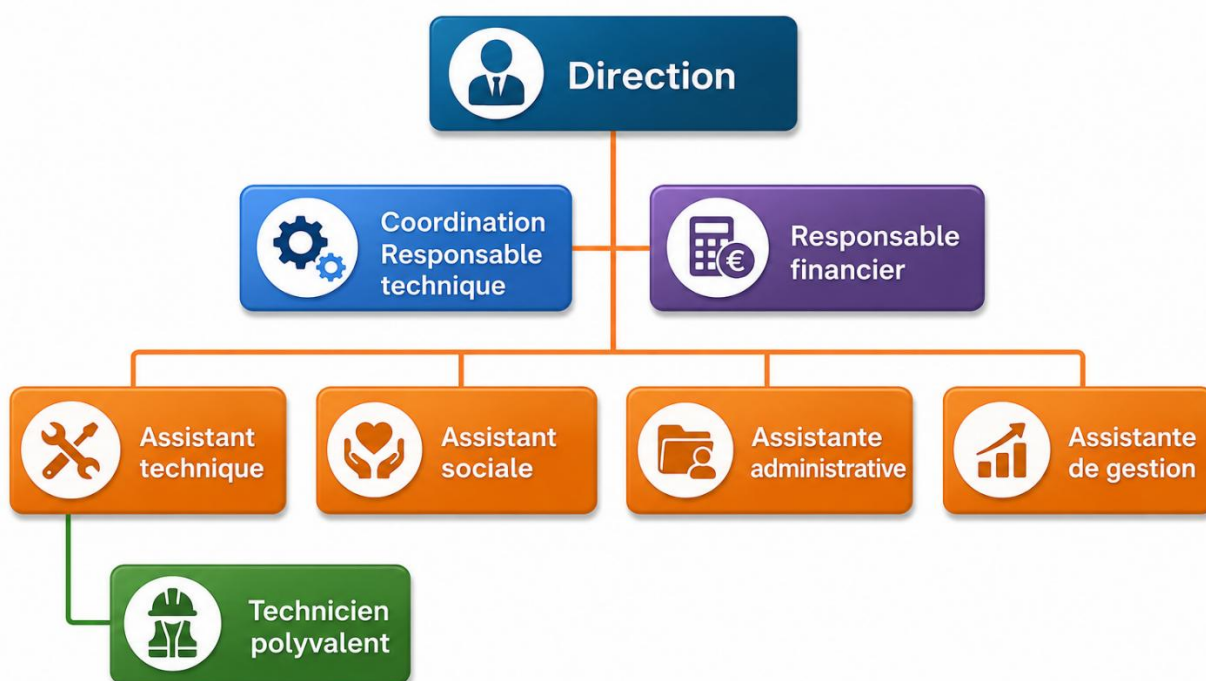 Direction
Coordination
Responsable
technique
Responsable
financier
€
Assistant
technique
Assistant
sociale
Assistante
administrative
Assistante
de gestion
Technicien
polyvalent